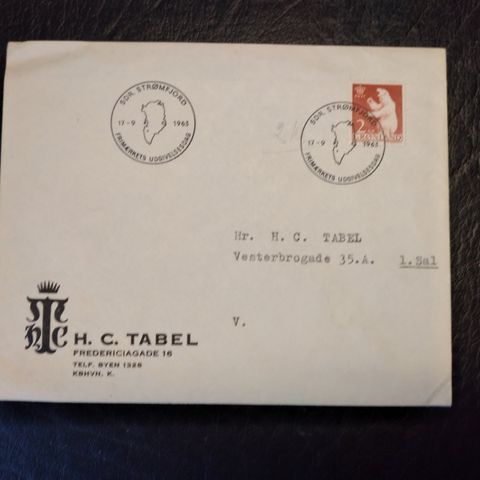 SDR. STRØMFJORD
17-9 1963
FRIMÆRKETS UDGIVELSESDAG
SDR. STRØMFJORD
17-9 1963
FRIMÆRKETS UDGIVELSESDAG
2
GRØNLAND
Hr. H. C. TABEL
Vesterbrogade 35.A. 1.Sal
V.
H. C. TABEL
FREDERICIAGADE 16
TELF. BYEN 1326
KBHVN. K.